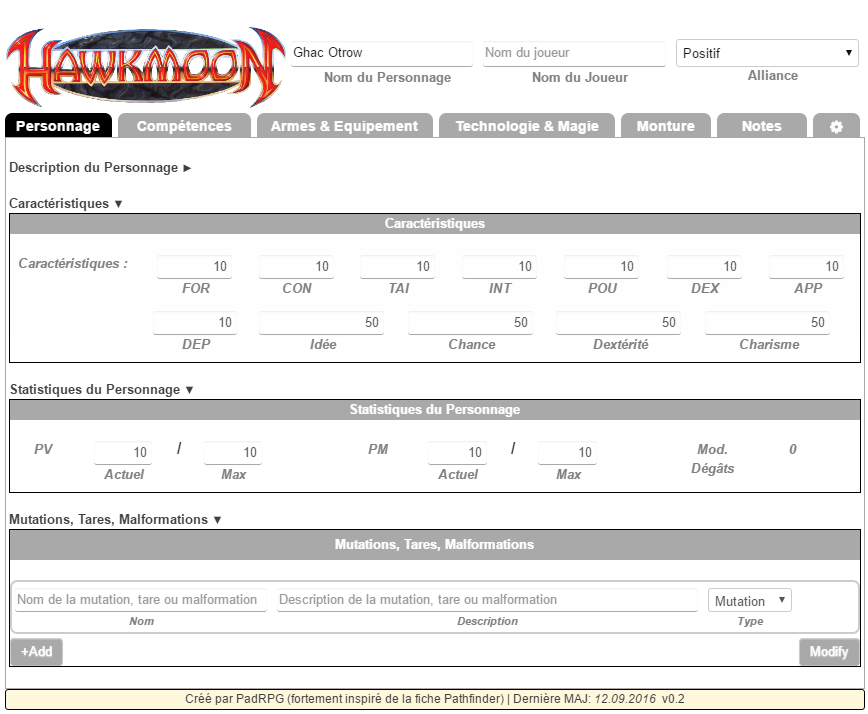 HAWKMOON
Ghac Otrow Nom du joueur Positif
Nom du Personnage Nom du Joueur Alliance
Personnage Compétences Armes & Equipement Technologie & Magie Monture Notes
Description du Personnage ►
Caractéristiques ▼
Caractéristiques
Caractéristiques : 10 10 10 10 10 10 10
FOR CON TAI INT POU DEX APP
10 50 50 50 50
DEP Idée Chance Dextérité Charisme
Statistiques du Personnage ▼
Statistiques du Personnage
PV 10 / 10 PM 10 / 10 Mod. Dégâts 0
Actuel Max Actuel Max
Mutations, Tares, Malformations ▼
Mutations, Tares, Malformations
Nom de la mutation, tare ou malformation Description de la mutation, tare ou malformation Mutation
Nom Description Type
+Add Modify
Créé par PadRPG (fortement inspiré de la fiche Pathfinder) | Dernière MAJ: 12.09.2016 v0.2